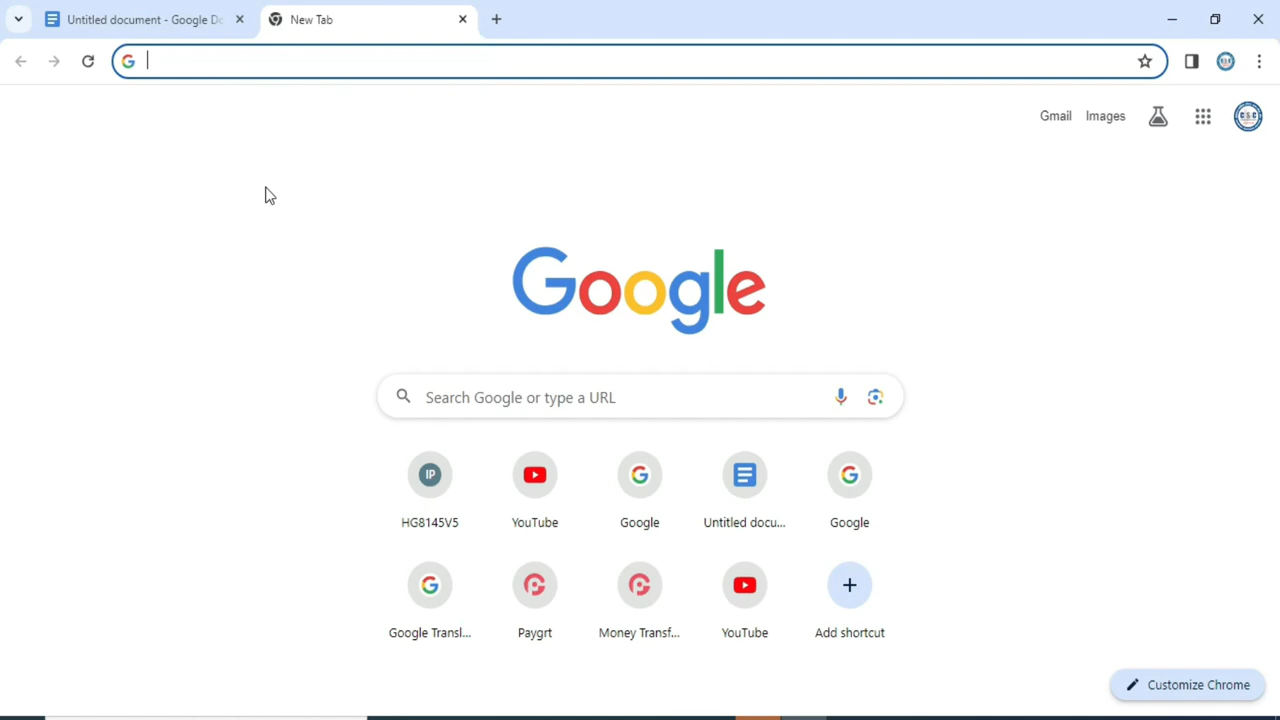 Untitled document - Google Do
New Tab
Gmail
Images
CSC
Google
Search Google or type a URL
IP
HG8145V5
YouTube
Google
Untitled docu...
Google
Google Transl...
Paygrt
Money Transf...
YouTube
Add shortcut
Customize Chrome